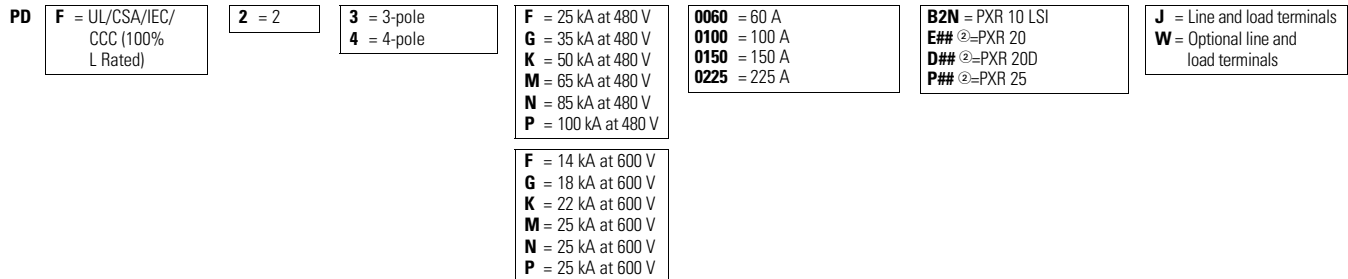 PD
F = UL/CSA/IEC/
CCC (100%
L Rated)
2 = 2
3 = 3-pole
4 = 4-pole
F = 25 kA at 480 V
G = 35 kA at 480 V
K = 50 kA at 480 V
M = 65 kA at 480 V
N = 85 kA at 480 V
P = 100 kA at 480 V
F = 14 kA at 600 V
G = 18 kA at 600 V
K = 22 kA at 600 V
M = 25 kA at 600 V
N = 25 kA at 600 V
P = 25 kA at 600 V
0060 = 60 A
0100 = 100 A
0150 = 150 A
0225 = 225 A
B2N = PXR 10 LSI
E## ②=PXR 20
D## ②=PXR 20D
P## ②=PXR 25
J = Line and load terminals
W = Optional line and
load terminals